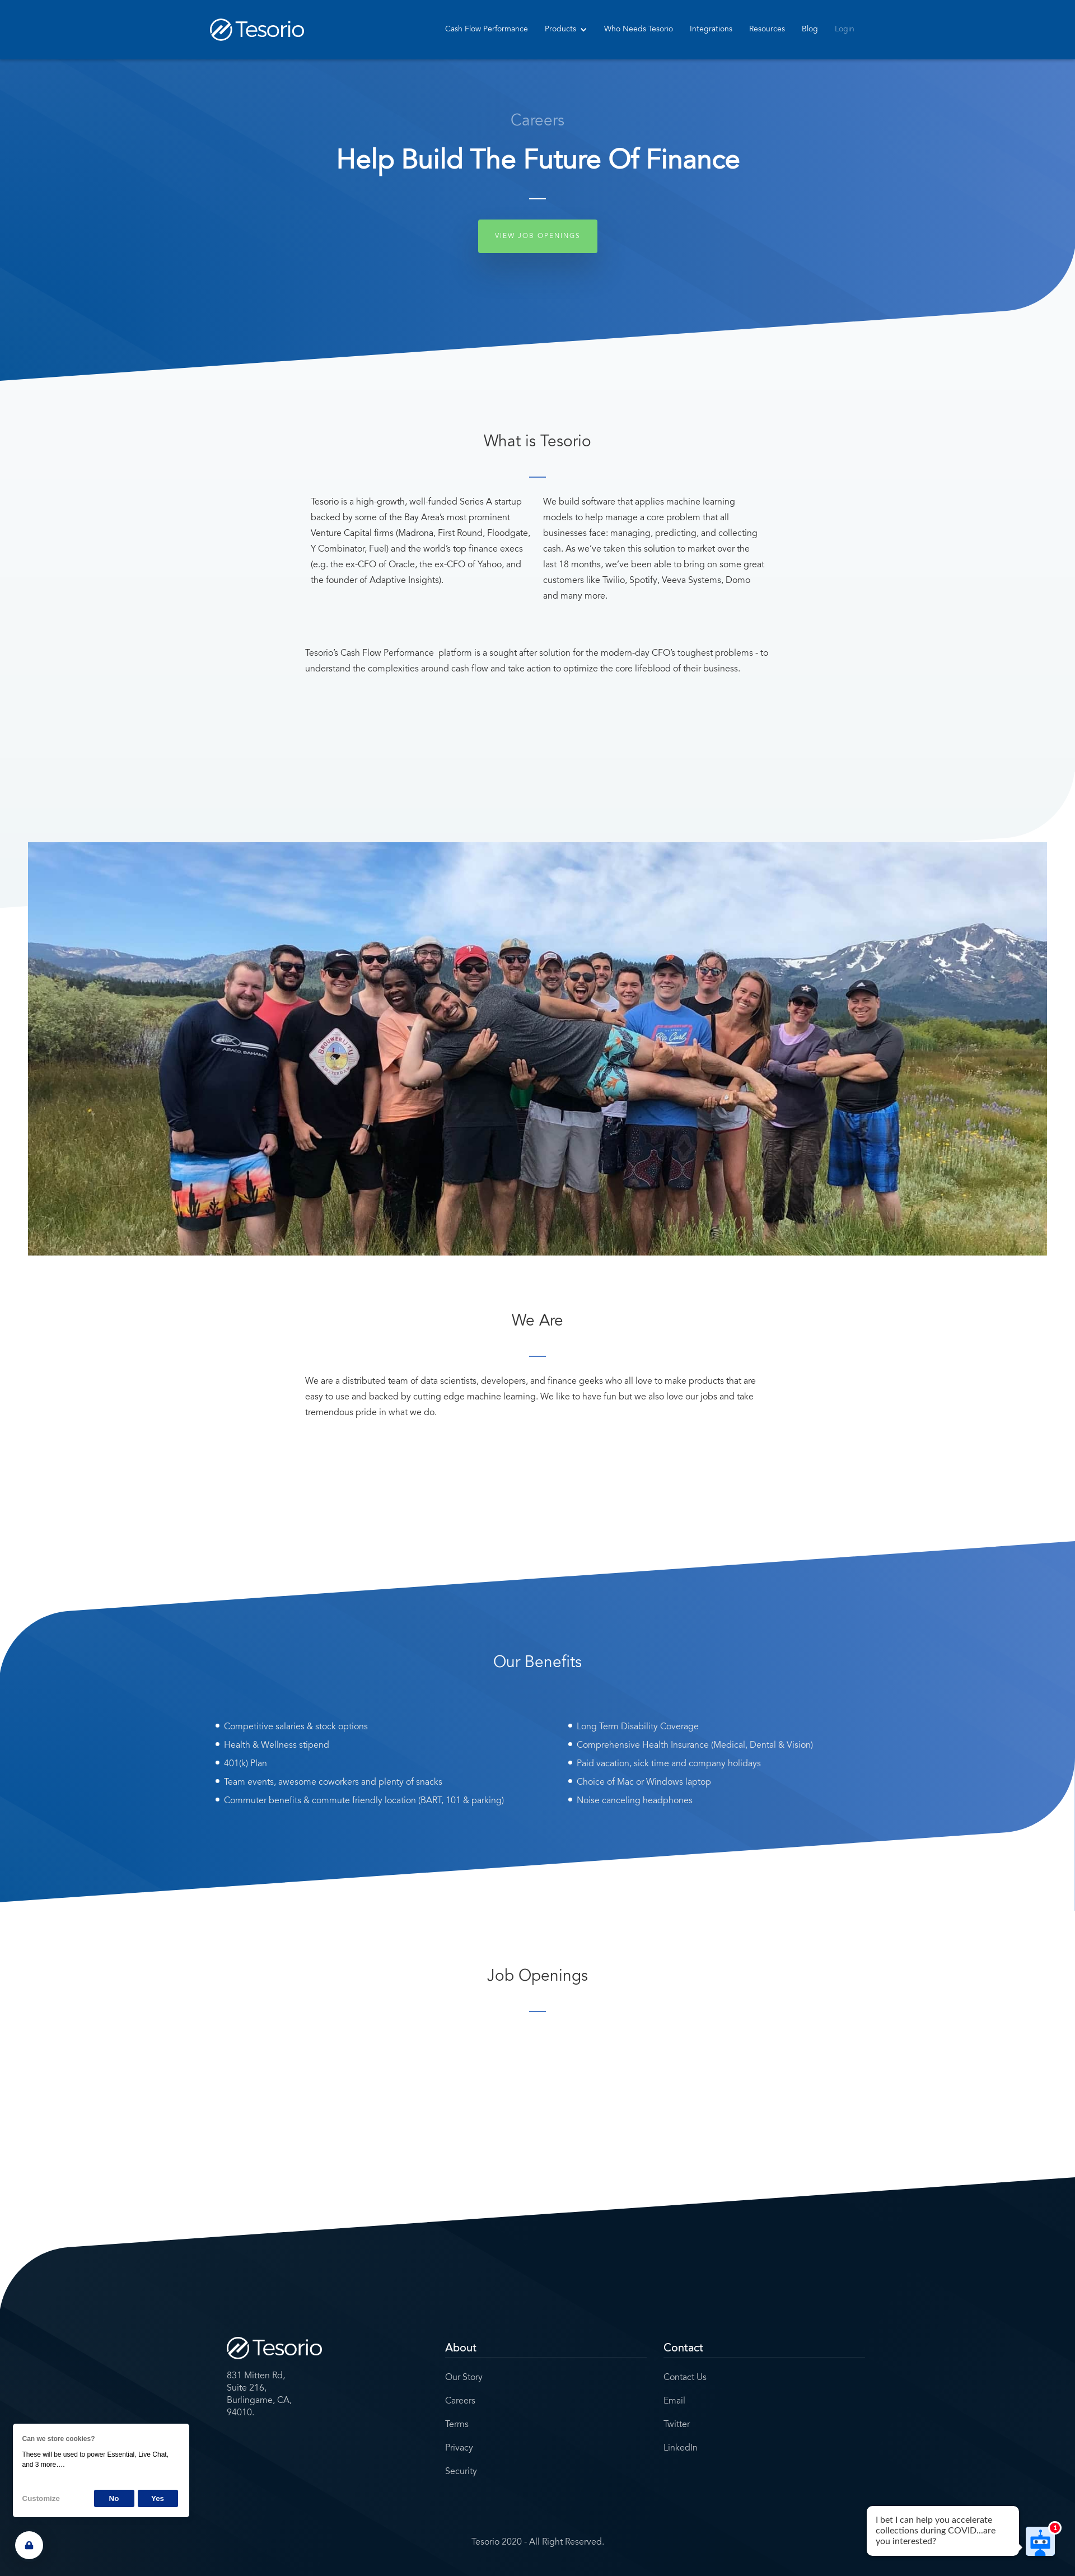 Tesorio
Cash Flow Performance
Products
Who Needs Tesorio
Integrations
Resources
Blog
Login
Careers
Help Build The Future Of Finance
VIEW JOB OPENINGS
What is Tesorio
Tesorio is a high-growth, well-funded Series A startup
backed by some of the Bay Area's most prominent
Venture Capital firms (Madrona, First Round, Floodgate,
Y Combinator, Fuel) and the world's top finance execs
(e.g. the ex-CFO of Oracle, the ex-CFO of Yahoo, and
the founder of Adaptive Insights).
We build software that applies machine learning
models to help manage a core problem that all
businesses face: managing, predicting, and collecting
cash. As we've taken this solution to market over the
last 18 months, we've been able to bring on some great
customers like Twilio, Spotify, Veeva Systems, Domo
and many more.
Tesorio's Cash Flow Performance platform is a sought after solution for the modern-day CFO's toughest problems - to
understand the complexities around cash flow and take action to optimize the core lifeblood of their business.
ABACO, BAHAMAS
We Are
We are a distributed team of data scientists, developers, and finance geeks who all love to make products that are
easy to use and backed by cutting edge machine learning. We like to have fun but we also love our jobs and take
tremendous pride in what we do.
Our Benefits
Competitive salaries & stock options
Health & Wellness stipend
401(k) Plan
Team events, awesome coworkers and plenty of snacks
Commuter benefits & commute friendly location (BART, 101 & parking)
Long Term Disability Coverage
Comprehensive Health Insurance (Medical, Dental & Vision)
Paid vacation, sick time and company holidays
Choice of Mac or Windows laptop
Noise canceling headphones
Job Openings
Tesorio
831 Mitten Rd,
Suite 216,
Burlingame, CA,
94010.
About
Our Story
Careers
Terms
Privacy
Security
Contact
Contact Us
Email
Twitter
LinkedIn
Can we store cookies?
These will be used to power Essential, Live Chat,
and 3 more....
Customize
No
Yes
Tesorio 2020 - All Right Reserved.
I bet I can help you accelerate
collections during COVID...are
you interested?
1